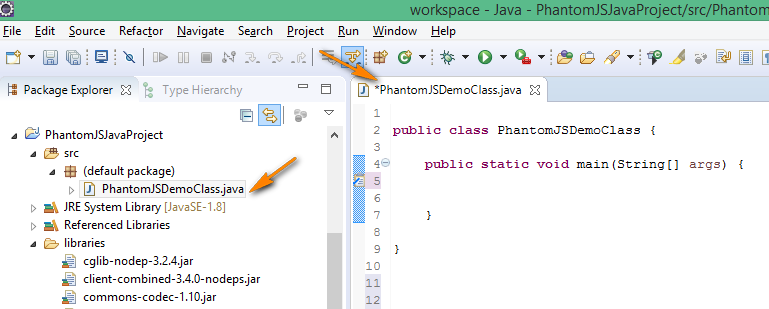 workspace - Java - PhantomJSJavaProject/src/Phantom
File Edit Source Refactor Navigate Search Project Run Window Help
Package Explorer Type Hierarchy
PhantomJSJavaProject
src
(default package)
PhantomJSDemoClass.java
JRE System Library [JavaSE-1.8]
Referenced Libraries
libraries
cglib-nodep-3.2.4.jar
client-combined-3.4.0-nodeps.jar
commons-codec-1.10.jar
*PhantomJSDemoClass.java
1
2 public class PhantomJSDemoClass {
3
4 public static void main(String[] args) {
5
6
7 }
8
9 }
10
11
12